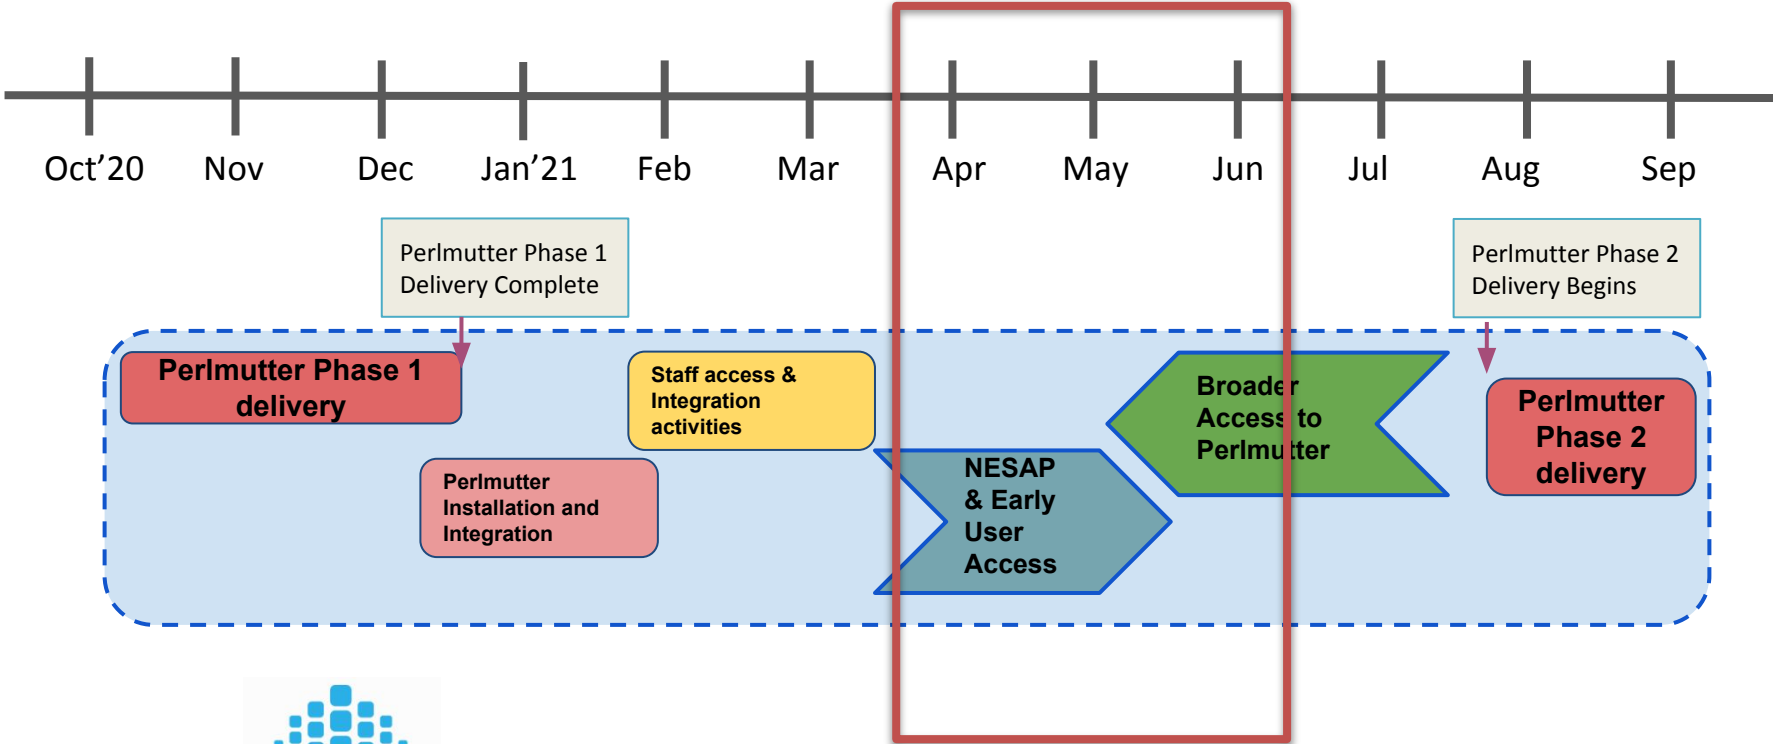 Oct’20 Nov Dec Jan’21 Feb Mar Apr May Jun Jul Aug Sep
Perlmutter Phase 1
Delivery Complete
Perlmutter Phase 2
Delivery Begins
Perlmutter Phase 1
delivery
Staff access &
Integration
activities
Broader
Access to
Perlmutter
Perlmutter
Phase 2
delivery
Perlmutter
Installation and
Integration
NESAP
& Early
User
Access